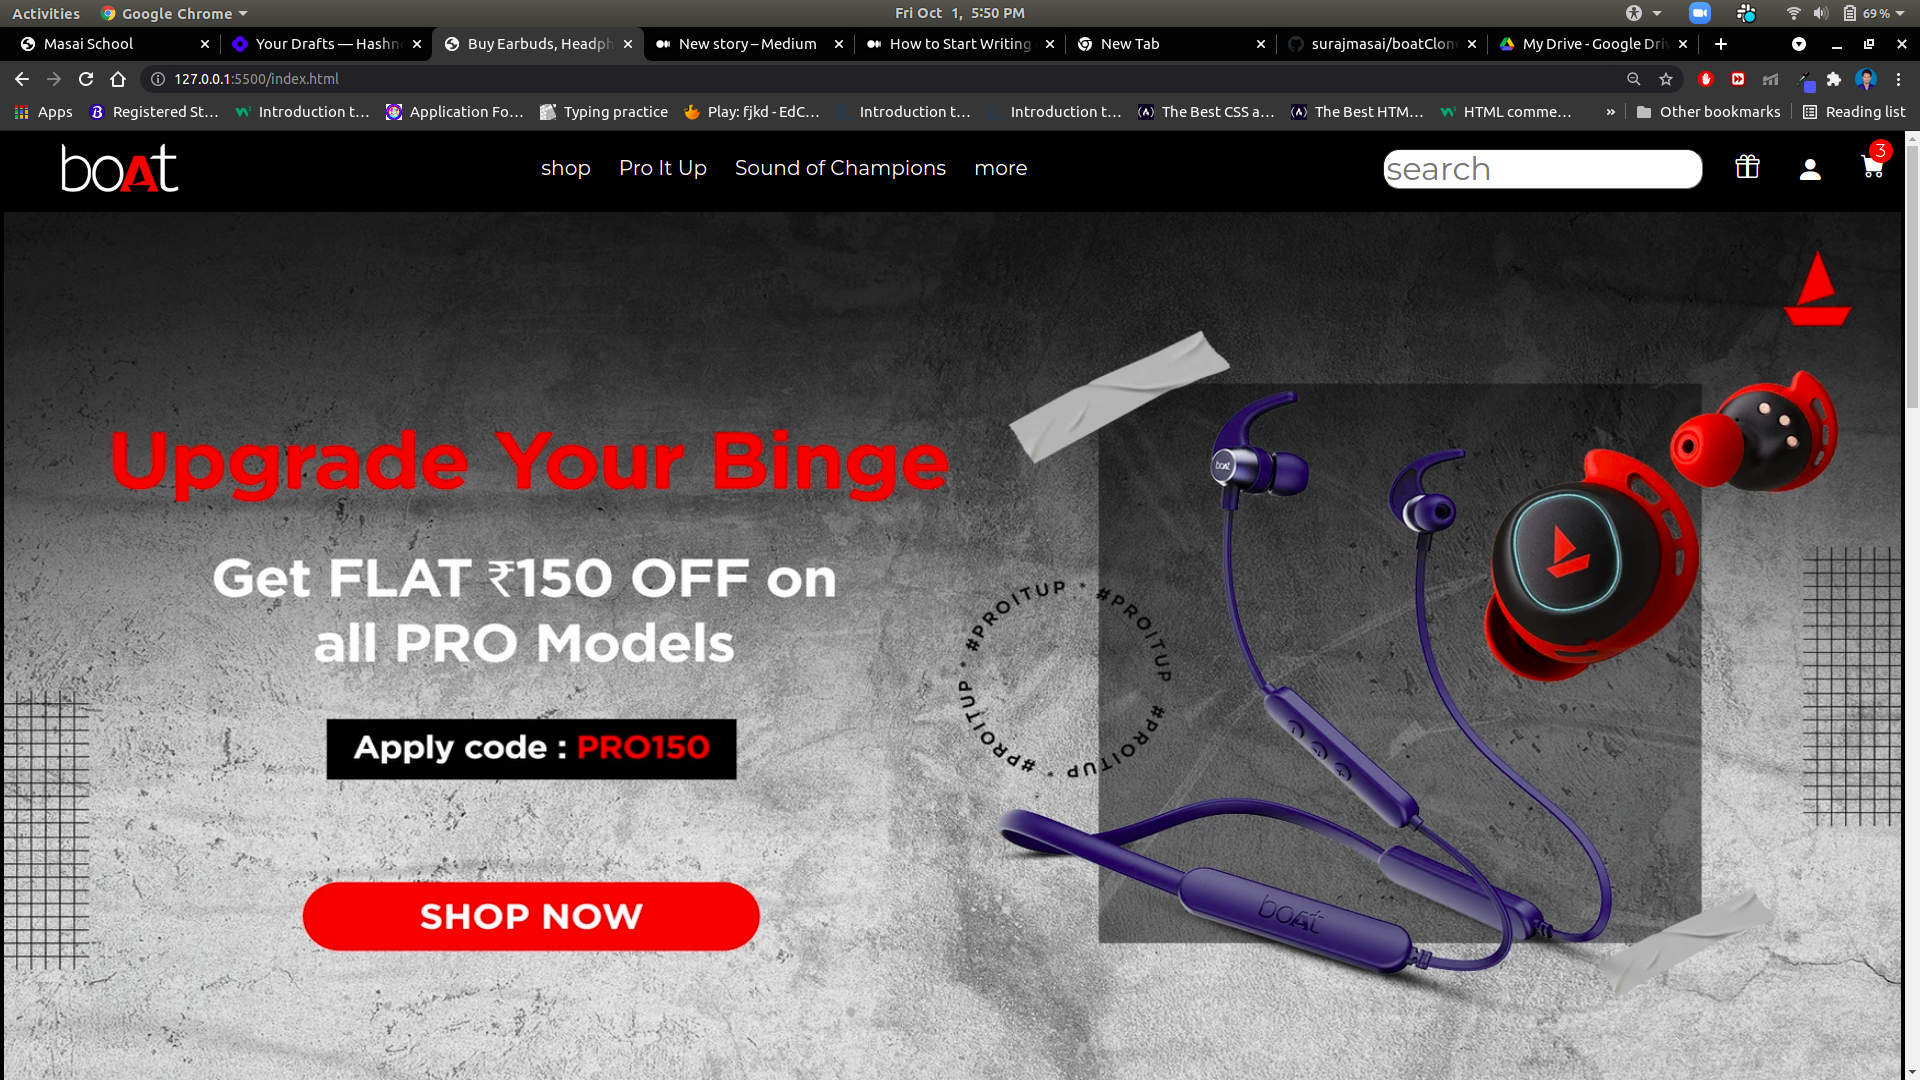 Activities Google Chrome Fri Oct 1, 5:50 PM 69 %
Masai School Your Drafts — Hashn Buy Earbuds, Headph New story – Medium How to Start Writing New Tab surajmasai/boatClon My Drive - Google Driv
127.0.0.1:5500/index.html
Apps Registered St... Introduction t... Application Fo... Typing practice Play: fjkd - EdC... Introduction t... Introduction t... The Best CSS a... The Best HTM... HTML comme... » Other bookmarks Reading list
boAt shop Pro It Up Sound of Champions more search 3
Upgrade Your Binge
Get FLAT ₹150 OFF on
all PRO Models
Apply code : PRO150
SHOP NOW
#PROITUP * #PROITUP * #PROITUP * #PROITUP *
boAt
boAt